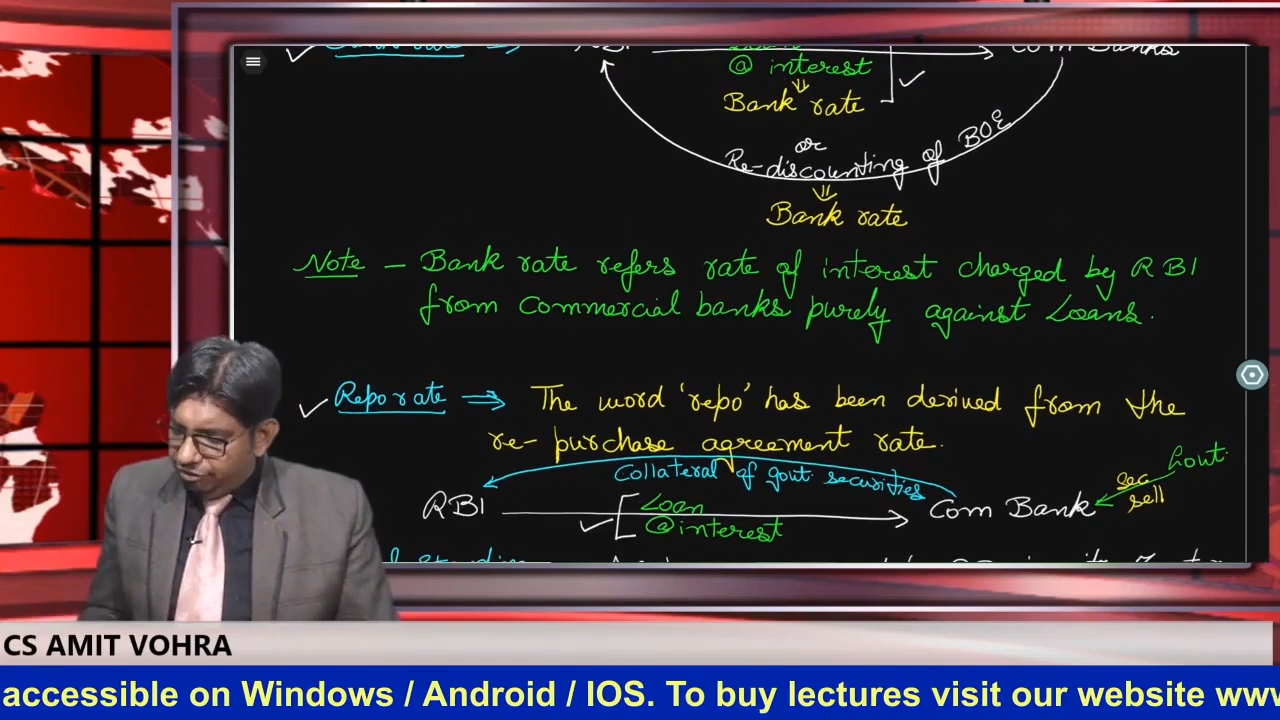 Com Banks
@ interest
Bank rate
or
Re-discounting of BOE
Bank rate
Note – Bank rate refers rate of interest charged by RBI
from Commercial banks purely against Loans.
Repo rate ⇒ The word 'repo' has been derived from the
re-purchase agreement rate.
Collateral of govt securities
Govt
sec
sell
RBI
Loan
@ interest
Com Bank
CS AMIT VOHRA
accessible on Windows / Android / IOS. To buy lectures visit our website www